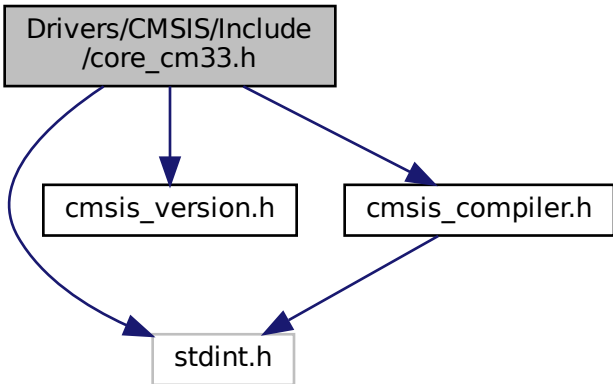 Drivers/CMSIS/Include
/core_cm33.h
cmsis_version.h
cmsis_compiler.h
stdint.h